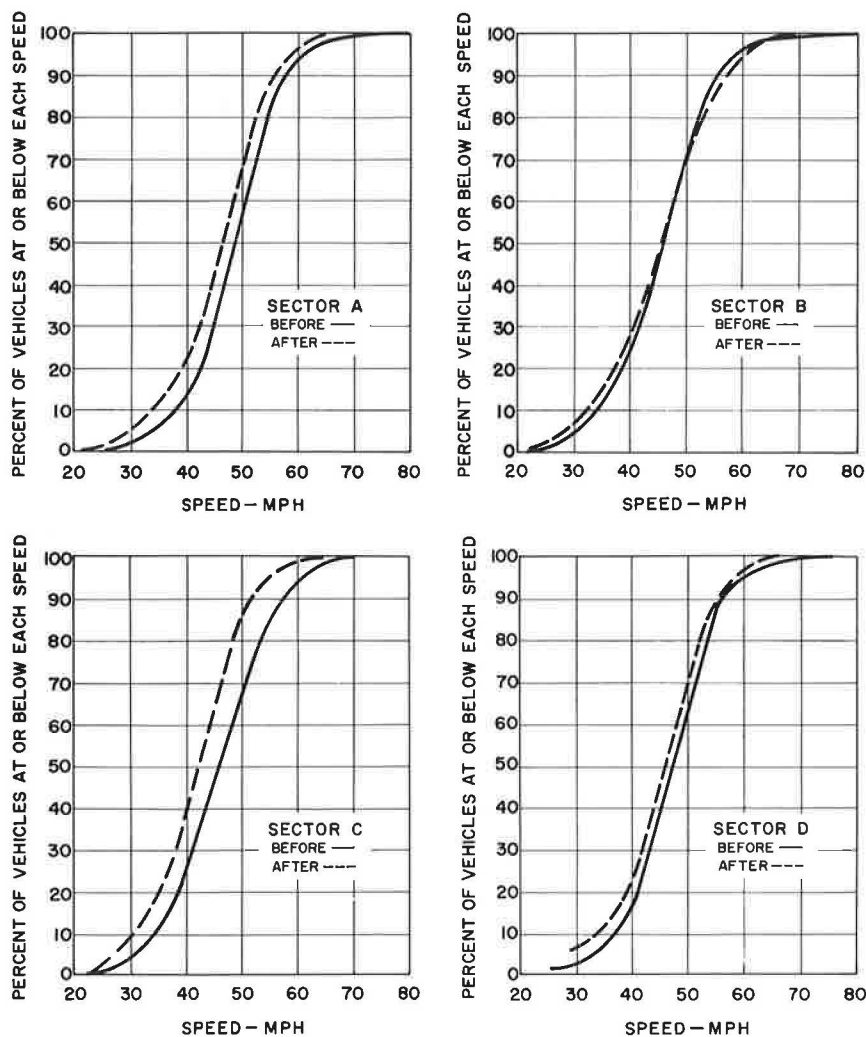 PERCENT OF VEHICLES AT OR BELOW EACH SPEED
100
90
80
70
60
50
40
30
20
10
0
20 30 40 50 60 70 80
SPEED — MPH
SECTOR A
BEFORE —
AFTER ---
PERCENT OF VEHICLES AT OR BELOW EACH SPEED
100
90
80
70
60
50
40
30
20
10
0
20 30 40 50 60 70 80
SPEED — MPH
SECTOR B
BEFORE —
AFTER ---
PERCENT OF VEHICLES AT OR BELOW EACH SPEED
100
90
80
70
60
50
40
30
20
10
0
20 30 40 50 60 70 80
SPEED — MPH
SECTOR C
BEFORE —
AFTER ---
PERCENT OF VEHICLES AT OR BELOW EACH SPEED
100
90
80
70
60
50
40
30
20
10
0
20 30 40 50 60 70 80
SPEED — MPH
SECTOR D
BEFORE —
AFTER ---